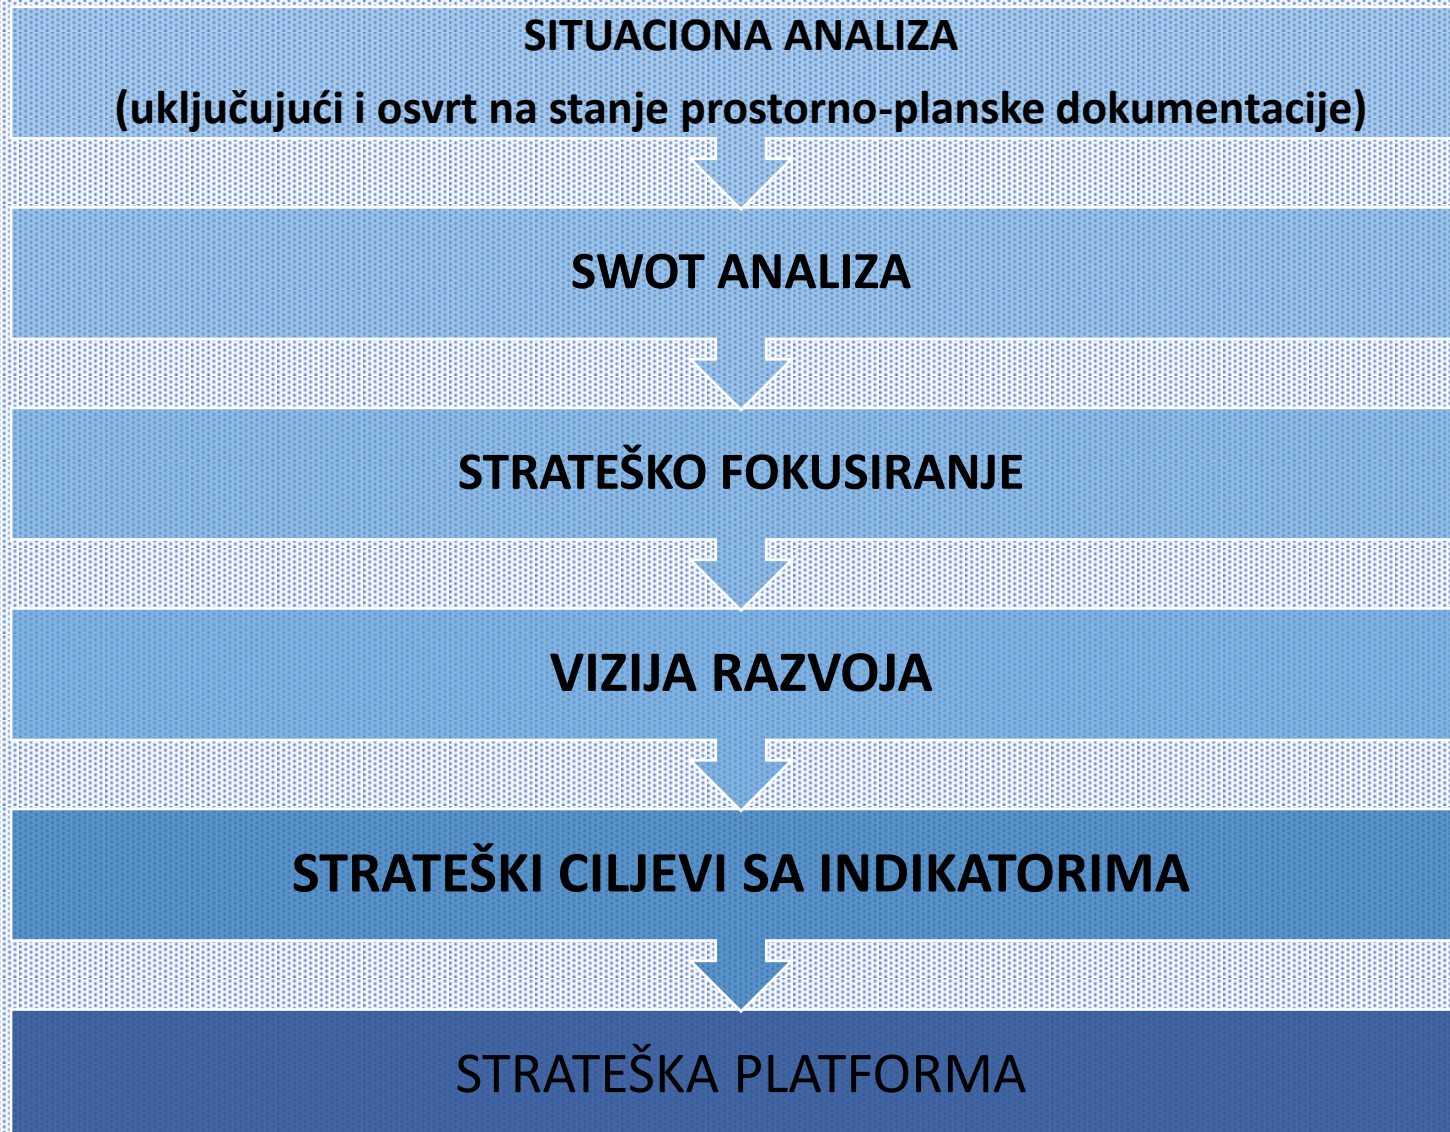 SITUACIONA ANALIZA
(uključujući i osvrt na stanje prostorno-planske dokumentacije)
SWOT ANALIZA
STRATEŠKO FOKUSIRANJE
VIZIJA RAZVOJA
STRATEŠKI CILJEVI SA INDIKATORIMA
STRATEŠKA PLATFORMA